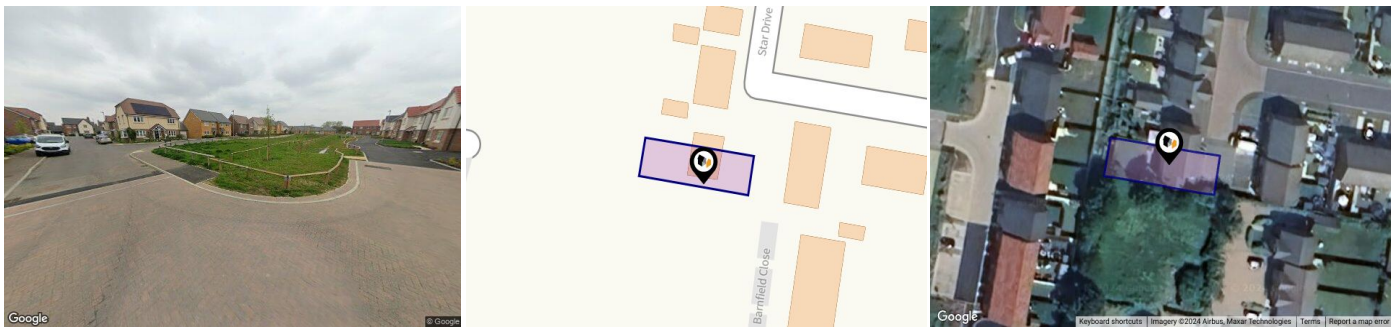 Google
© Google
Star Drive
Barnfield Close
Google
Keyboard shortcuts
Imagery ©2024 Airbus, Maxar Technologies
Terms
Report a map error